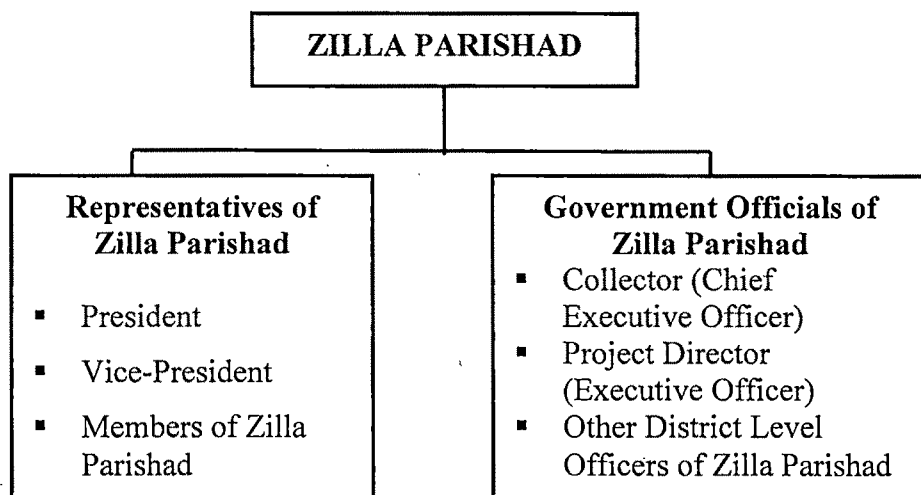 ZILLA PARISHAD
Representatives of
Zilla Parishad
▪ President
▪ Vice-President
▪ Members of Zilla
Parishad
Government Officials of
Zilla Parishad
▪ Collector (Chief
Executive Officer)
▪ Project Director
(Executive Officer)
▪ Other District Level
Officers of Zilla Parishad